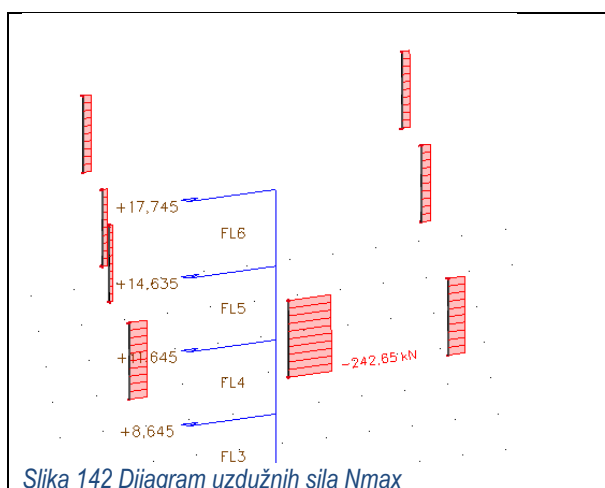 +17,745
FL6
+14,635
FL5
+11,645
-242,65 kN
FL4
+8,645
FL3
Slika 142 Dijagram uzdužnih sila Nmax